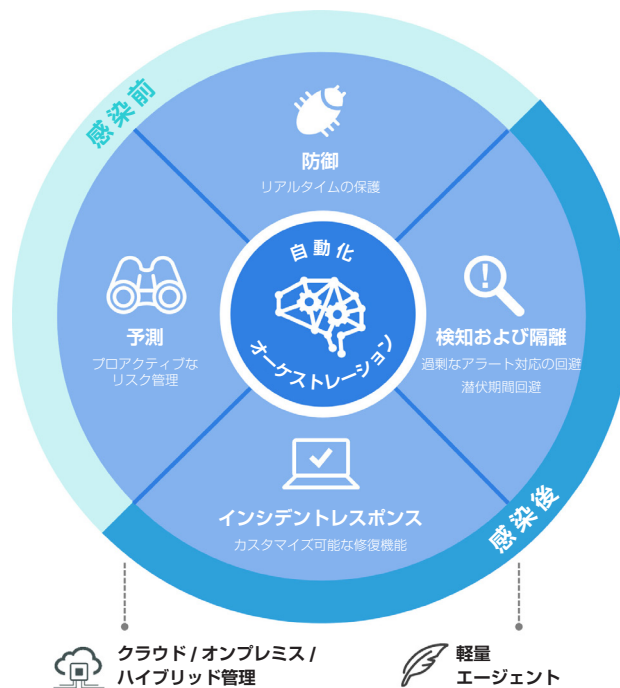 感染前
防御
リアルタイムの保護
自動化
オーケストレーション
予測
プロアクティブな
リスク管理
検知および隔離
過剰なアラート対応の回避
潜伏期間回避
インシデントレスポンス
カスタマイズ可能な修復機能
感染後
クラウド / オンプレミス /
ハイブリッド管理
軽量
エージェント